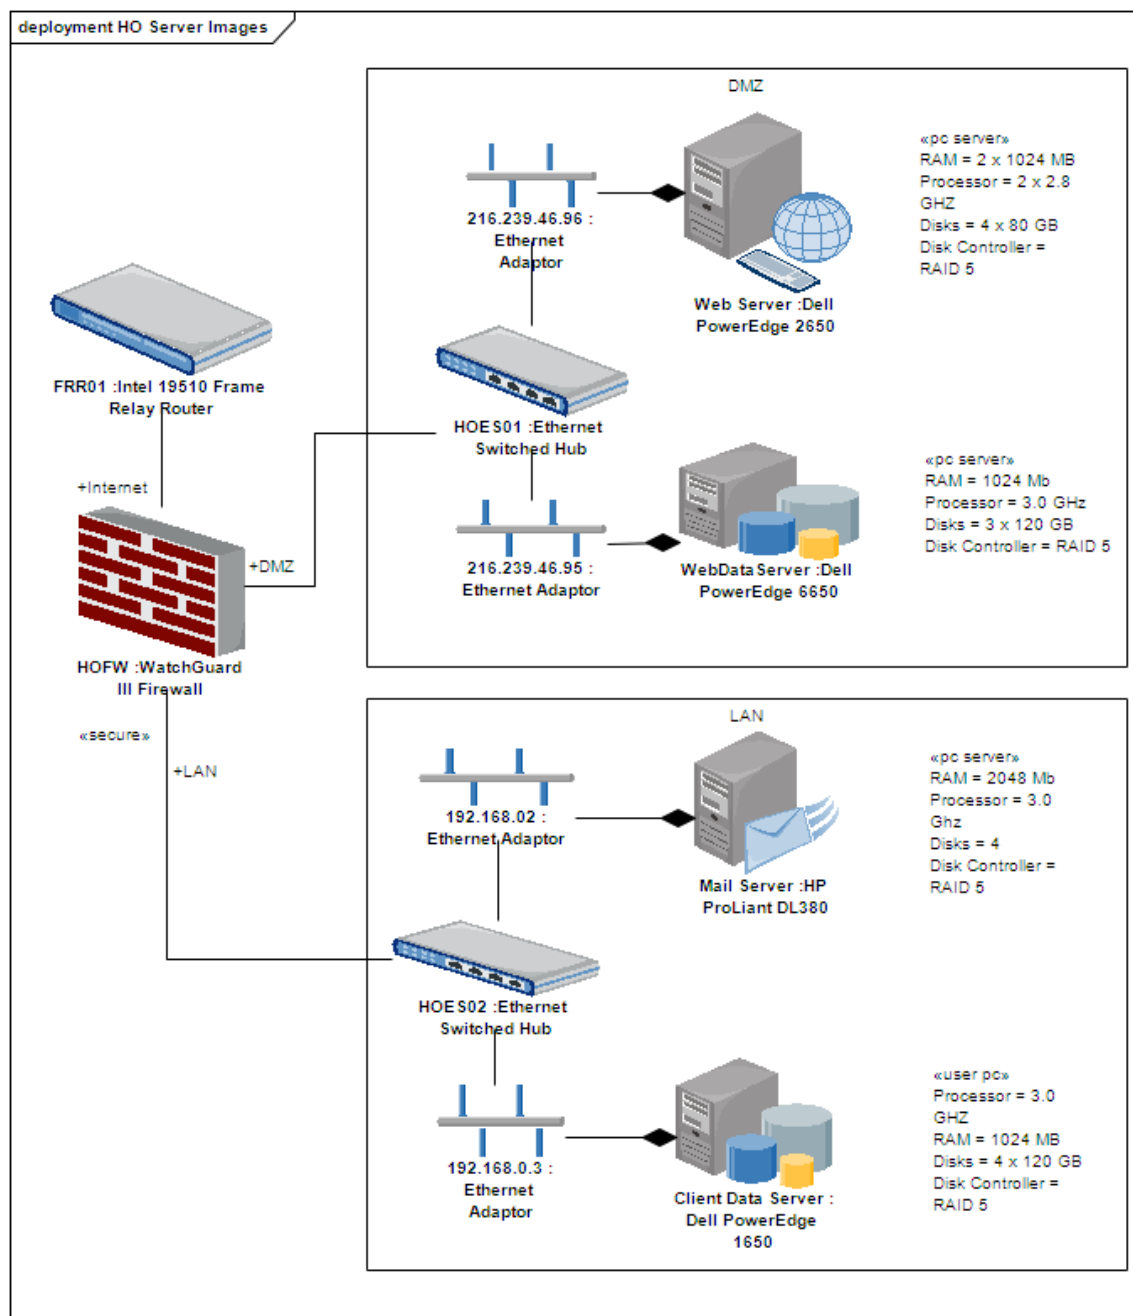 deployment HO Server Images
DMZ
216.239.46.96 :
Ethernet
Adaptor
Web Server :Dell
PowerEdge 2650
«pc server»
RAM = 2 x 1024 MB
Processor = 2 x 2.8
GHZ
Disks = 4 x 80 GB
Disk Controller =
RAID 5
FRR01 :Intel 19510 Frame
Relay Router
HOES01 :Ethernet
Switched Hub
+Internet
+DMZ
216.239.46.95 :
Ethernet Adaptor
WebDataServer :Dell
PowerEdge 6650
«pc server»
RAM = 1024 Mb
Processor = 3.0 GHz
Disks = 3 x 120 GB
Disk Controller = RAID 5
HOFW :WatchGuard
III Firewall
«secure»
+LAN
LAN
192.168.02 :
Ethernet Adaptor
Mail Server :HP
ProLiant DL380
«pc server»
RAM = 2048 Mb
Processor = 3.0
Ghz
Disks = 4
Disk Controller =
RAID 5
HOES02 :Ethernet
Switched Hub
192.168.0.3 :
Ethernet
Adaptor
Client Data Server :
Dell PowerEdge
1650
«user pc»
Processor = 3.0
GHZ
RAM = 1024 MB
Disks = 4 x 120 GB
Disk Controller =
RAID 5